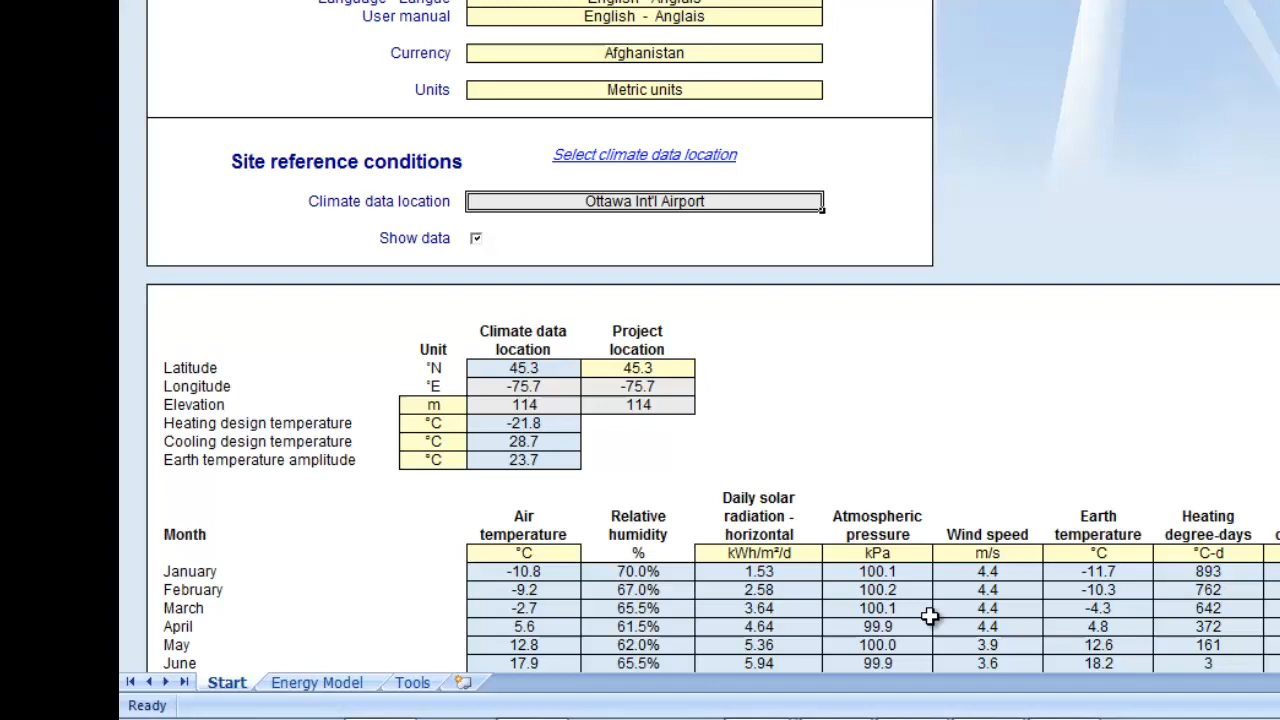 Language - Langue English - Anglais
User manual English - Anglais
Currency Afghanistan
Units Metric units
Site reference conditions Select climate data location
Climate data location Ottawa Int'l Airport
Show data
Climate data Project
Unit location location
Latitude °N 45.3 45.3
Longitude °E -75.7 -75.7
Elevation m 114 114
Heating design temperature °C -21.8
Cooling design temperature °C 28.7
Earth temperature amplitude °C 23.7
Daily solar
Air Relative radiation - Atmospheric Earth Heating
Month temperature humidity horizontal pressure Wind speed temperature degree-days
°C % kWh/m²/d kPa m/s °C °C-d
January -10.8 70.0% 1.53 100.1 4.4 -11.7 893
February -9.2 67.0% 2.58 100.2 4.4 -10.3 762
March -2.7 65.5% 3.64 100.1 4.4 -4.3 642
April 5.6 61.5% 4.64 99.9 4.4 4.8 372
May 12.8 62.0% 5.36 100.0 3.9 12.6 161
June 17.9 65.5% 5.94 99.9 3.6 18.2 3
Start Energy Model Tools
Ready